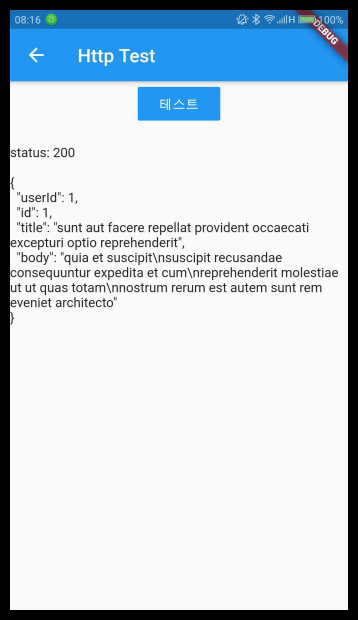 08:16 H 100%
DEBUG
Http Test
테스트
status: 200
{
"userId": 1,
"id": 1,
"title": "sunt aut facere repellat provident occaecati
excepturi optio reprehenderit",
"body": "quia et suscipit\nsuscipit recusandae
consequuntur expedita et cum\nreprehenderit molestiae
ut ut quas totam\nnostrum rerum est autem sunt rem
eveniet architecto"
}